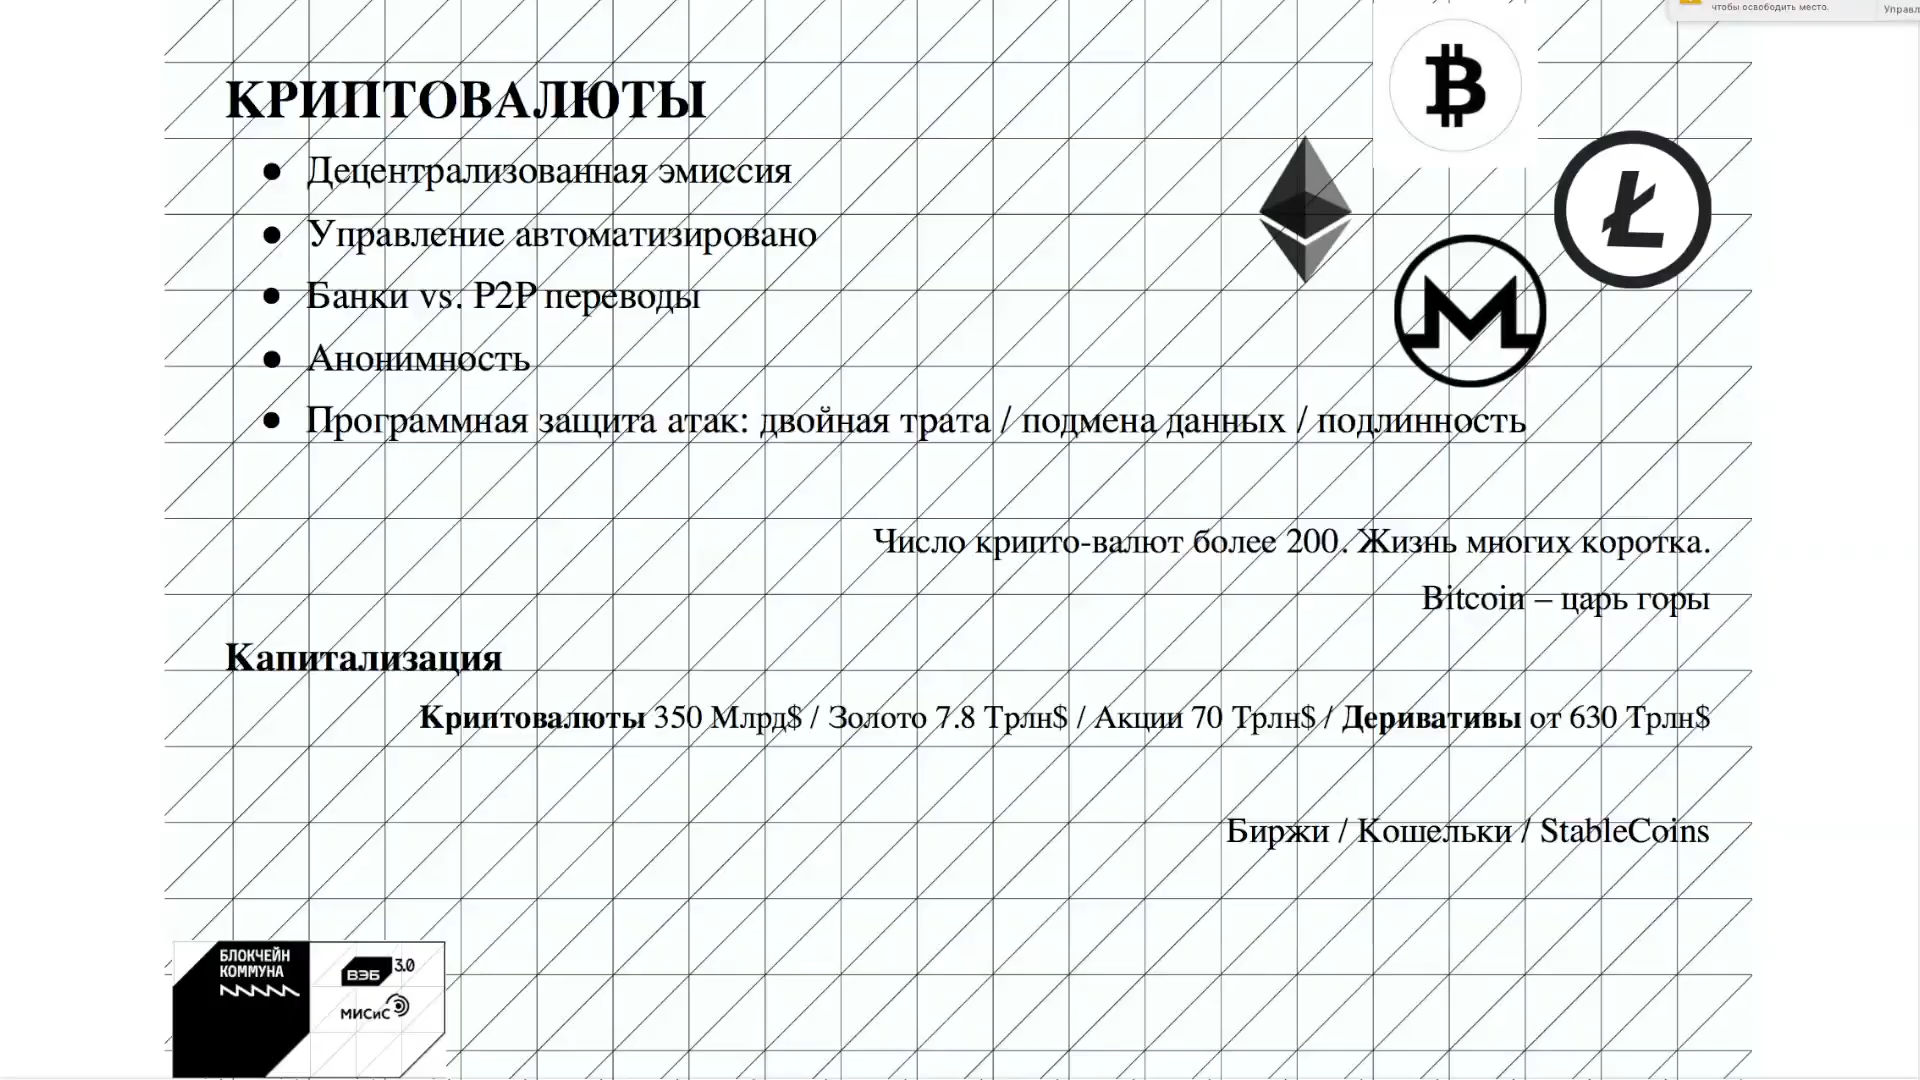 чтобы освободить место.
Управл
КРИПТОВАЛЮТЫ
● Децентрализованная эмиссия
● Управление автоматизировано
● Банки vs. P2P переводы
● Анонимность
● Программная защита атак: двойная трата / подмена данных / подлинность
Число крипто-валют более 200. Жизнь многих коротка.
Bitcoin – царь горы
Капитализация
Криптовалюты 350 Млрд$ / Золото 7.8 Трлн$ / Акции 70 Трлн$ / Деривативы от 630 Трлн$
Биржи / Кошельки / StableCoins
БЛОКЧЕЙН
КОММУНА
ВЭБ 3.0
МИСиС